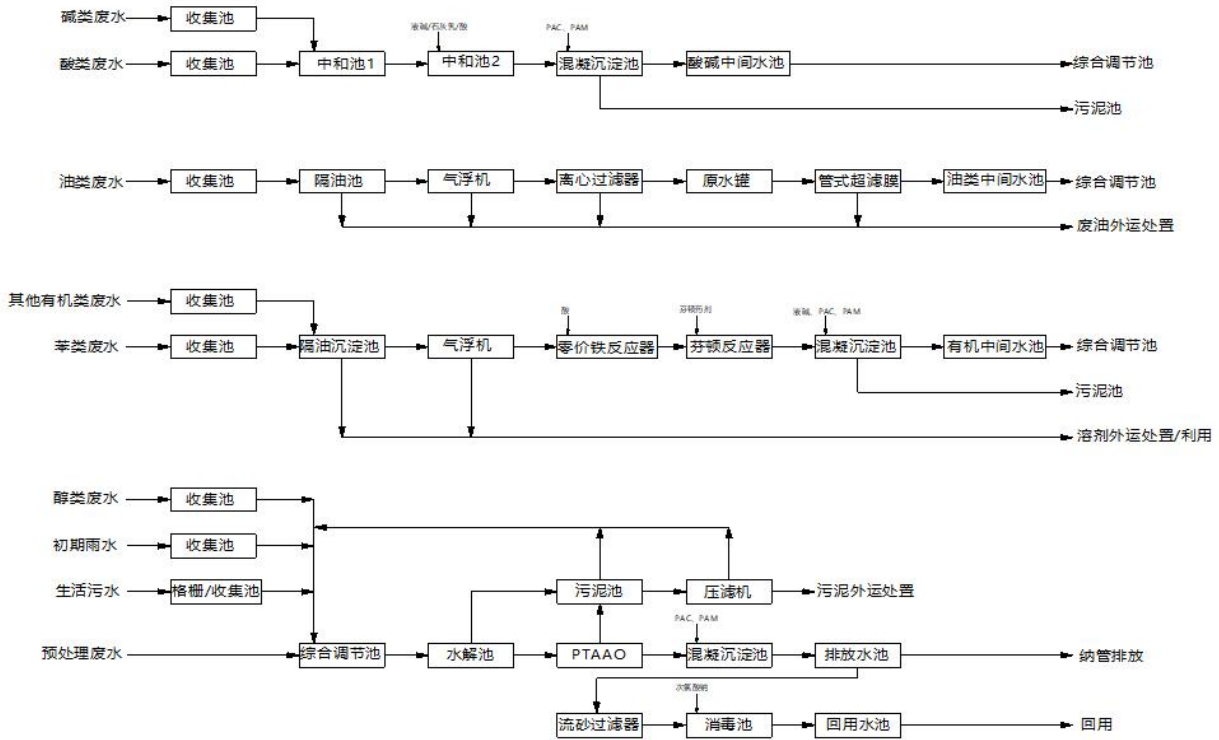 碱类废水
收集池
液碱/石灰乳/酸
PAC、PAM
酸类废水
收集池
中和池1
中和池2
混凝沉淀池
酸碱中间水池
综合调节池
污泥池
油类废水
收集池
隔油池
气浮机
离心过滤器
原水罐
管式超滤膜
油类中间水池
综合调节池
废油外运处置
其他有机类废水
收集池
酸
芬顿药剂
液碱、PAC、PAM
苯类废水
收集池
隔油沉淀池
气浮机
零价铁反应器
芬顿反应器
混凝沉淀池
有机中间水池
综合调节池
污泥池
溶剂外运处置/利用
醇类废水
收集池
初期雨水
收集池
生活污水
格栅/收集池
污泥池
压滤机
污泥外运处置
PAC、PAM
预处理废水
综合调节池
水解池
PTAAO
混凝沉淀池
排放水池
纳管排放
次氯酸钠
流砂过滤器
消毒池
回用水池
回用